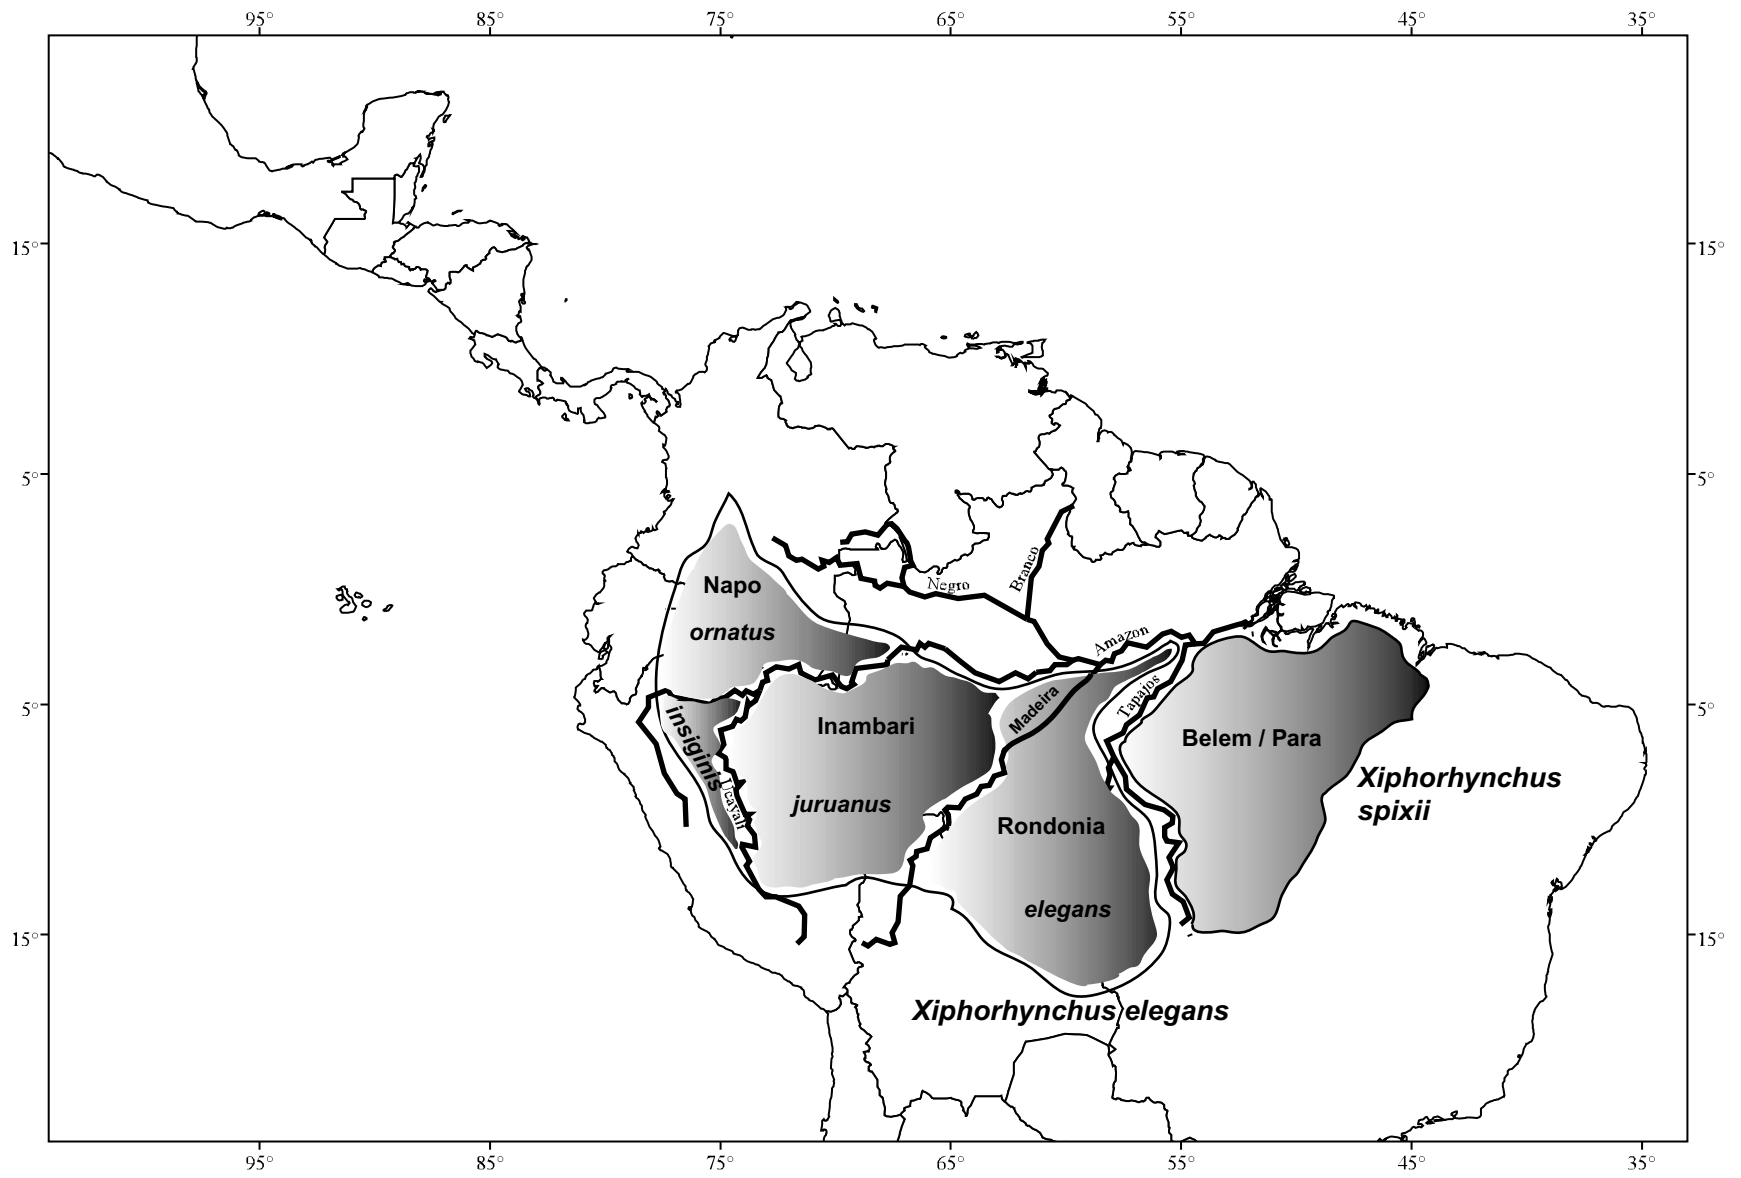 95° 85° 75° 65° 55° 45° 35°
15° 15°
5° 5°
Napo
Negro
Branco
ornatus
Amazon
5° 5°
Madeira
Tapajos
insiginis
Inambari
Belem / Para
Xiphorhynchus
spixii
Ucayali
juruanus
Rondonia
elegans
15° 15°
Xiphorhynchus elegans
95° 85° 75° 65° 55° 45° 35°